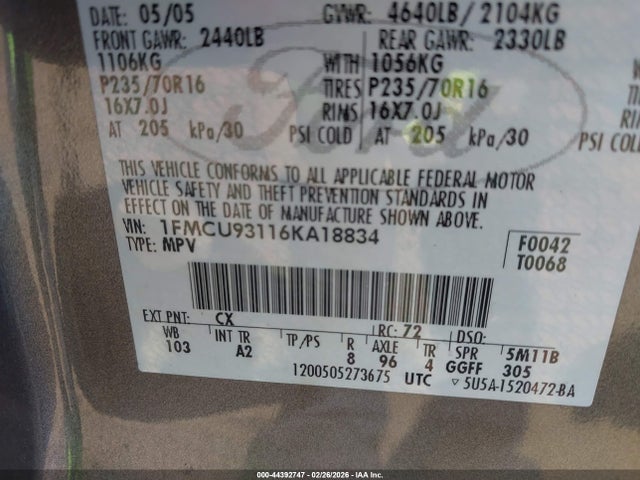 DATE: 05/05 GVWR: 4640LB/ 2104KG
FRONT GAWR: 2440LB REAR GAWR: 2330LB
1106KG WITH 1056KG
P235/70R16 TIRES P235/70R16
16X7.0J RIMS 16X7.0J
AT 205 kPa/30 PSI COLD AT 205 kPa/30 PSI COLD
Ford
THIS VEHICLE CONFORMS TO ALL APPLICABLE FEDERAL MOTOR
VEHICLE SAFETY AND THEFT PREVENTION STANDARDS IN
EFFECT ON THE DATE OF MANUFACTURE SHOWN ABOVE.
VIN: 1FMCU93116KA18834
TYPE: MPV
F0042
T0068
EXT PNT: CX RC: 72 DSO:
WB INT TR TP/PS R AXLE TR SPR 5M11B
103 A2 8 96 4 GGFF 305
1200505273675 UTC ▽ 5U5A-1520472-BA
000-44392747 | 02/26/2026 - IAA Inc.